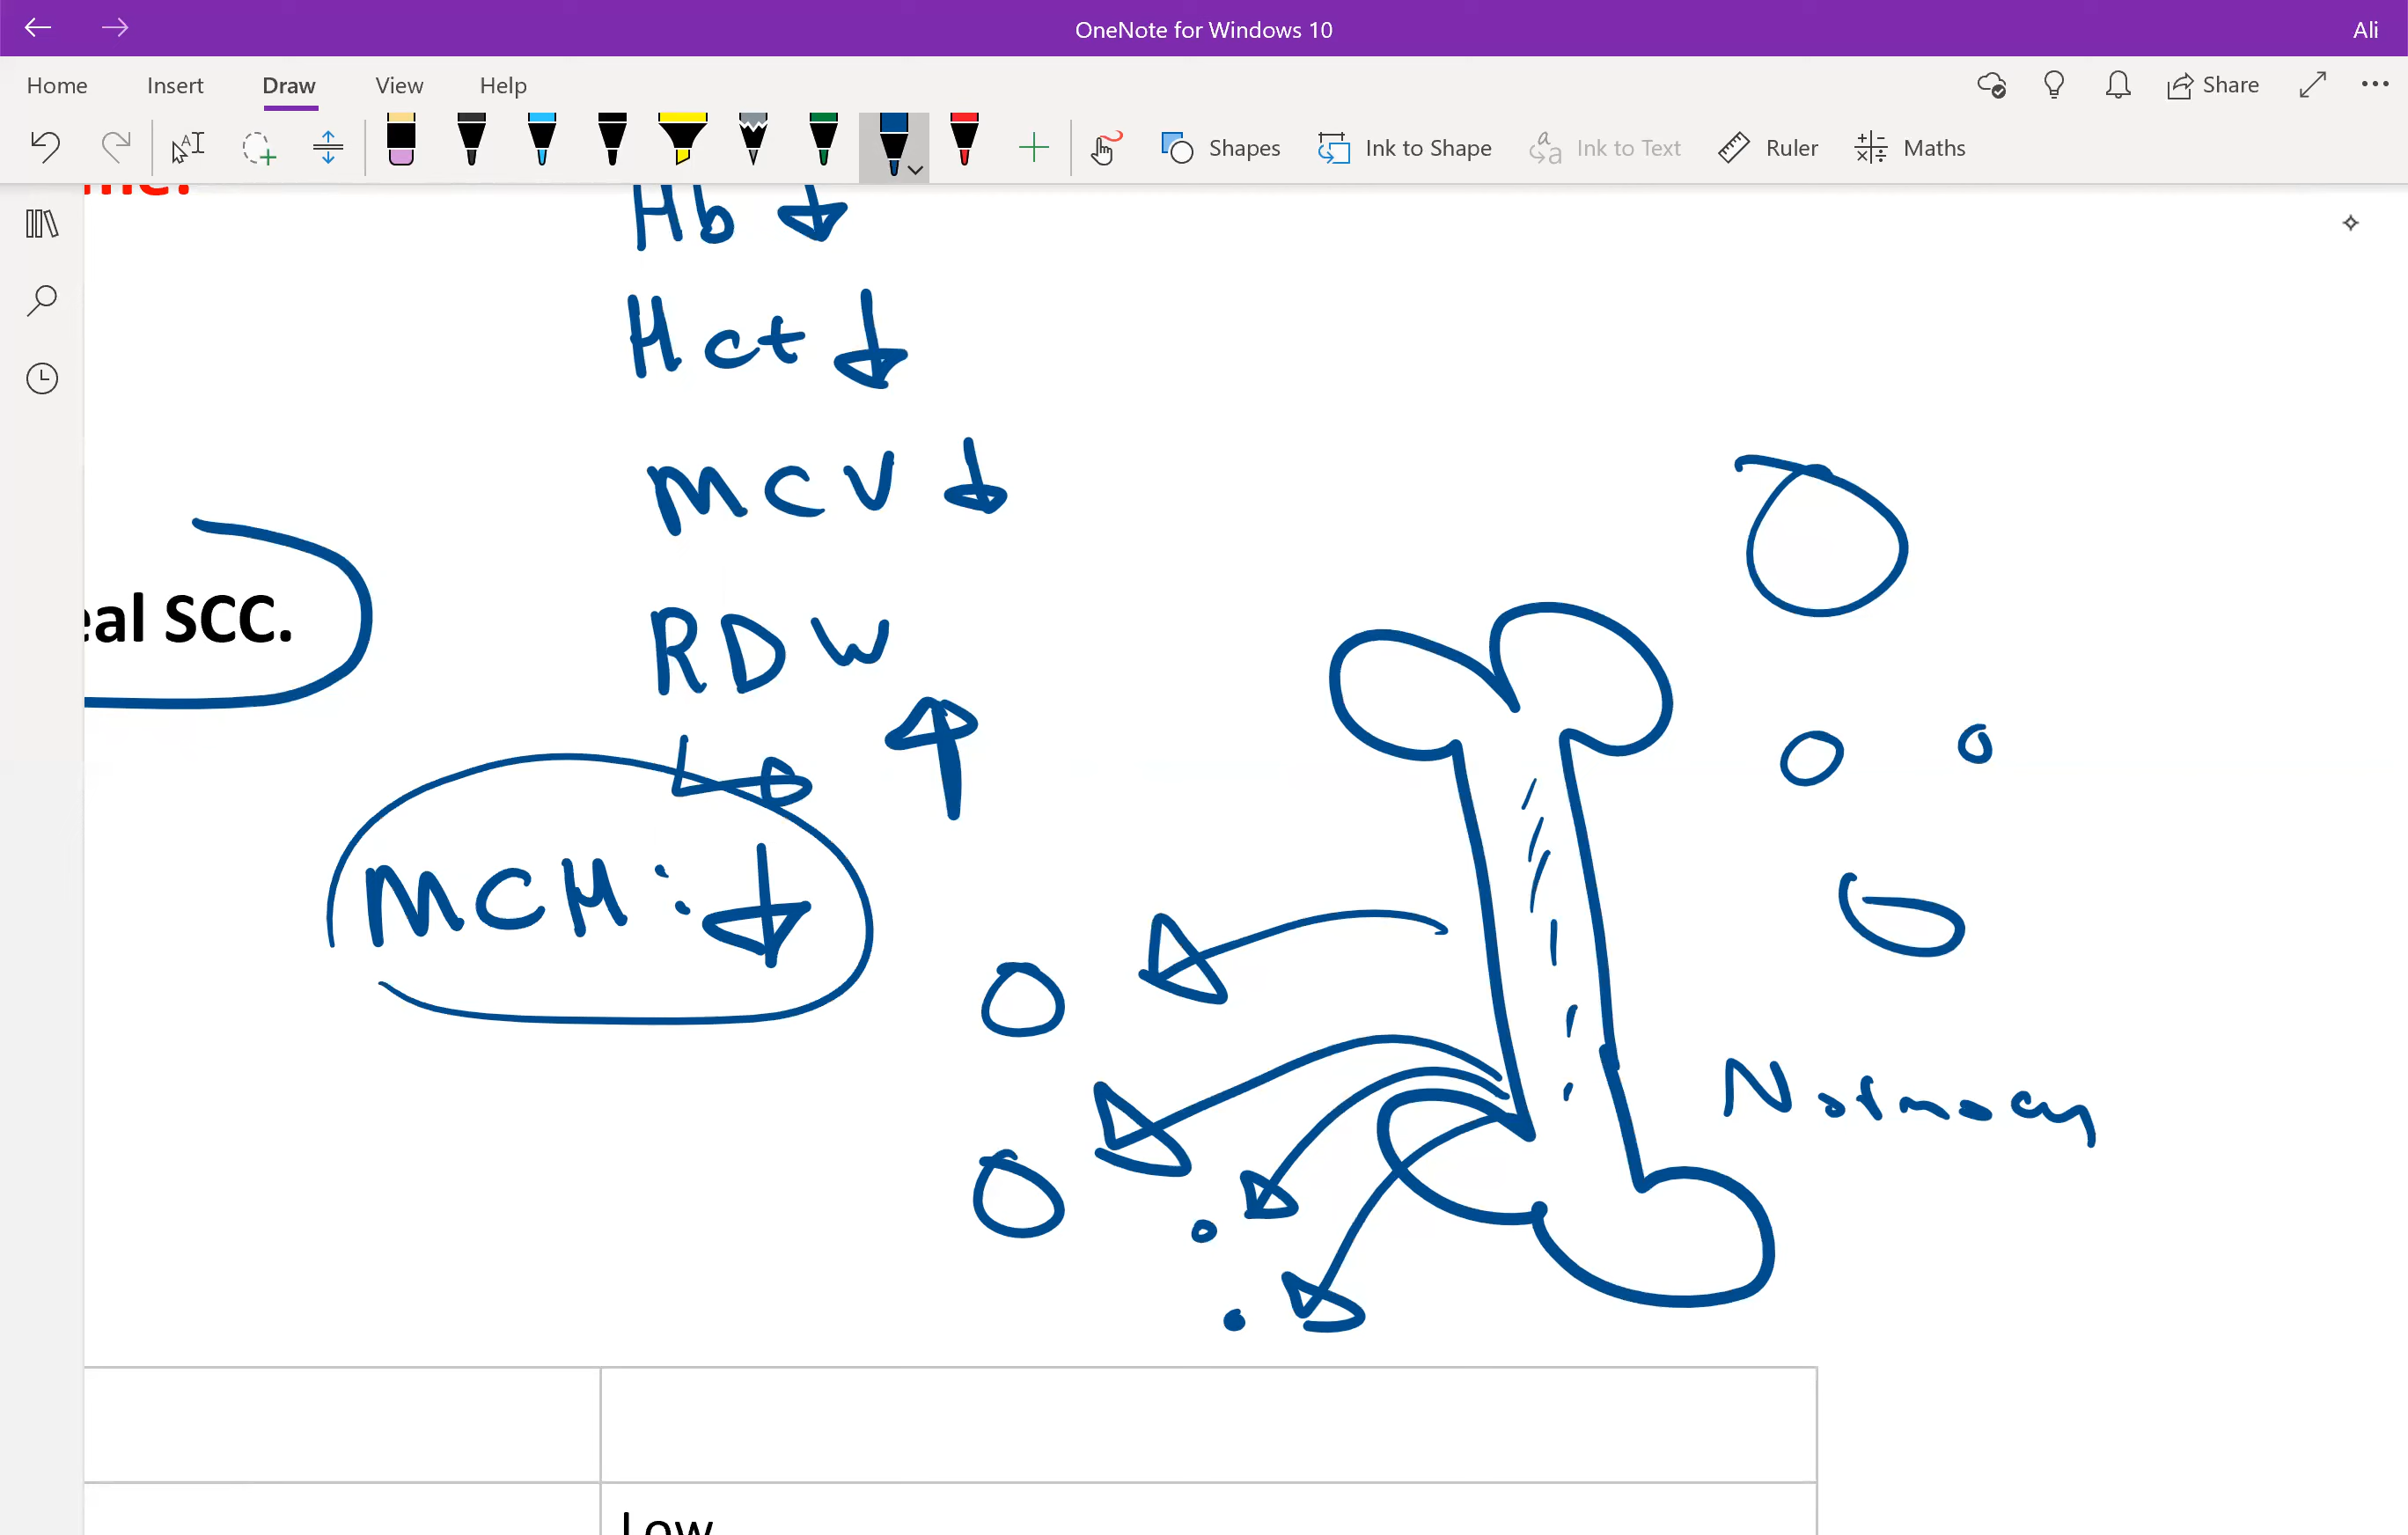 OneNote for Windows 10
Ali
Home Insert Draw View Help
Share
Shapes Ink to Shape Ink to Text Ruler Maths
Hb ↓
Hct ↓
MCV ↓
eal SCC.
RDW ↑
MCH: ↓
Low